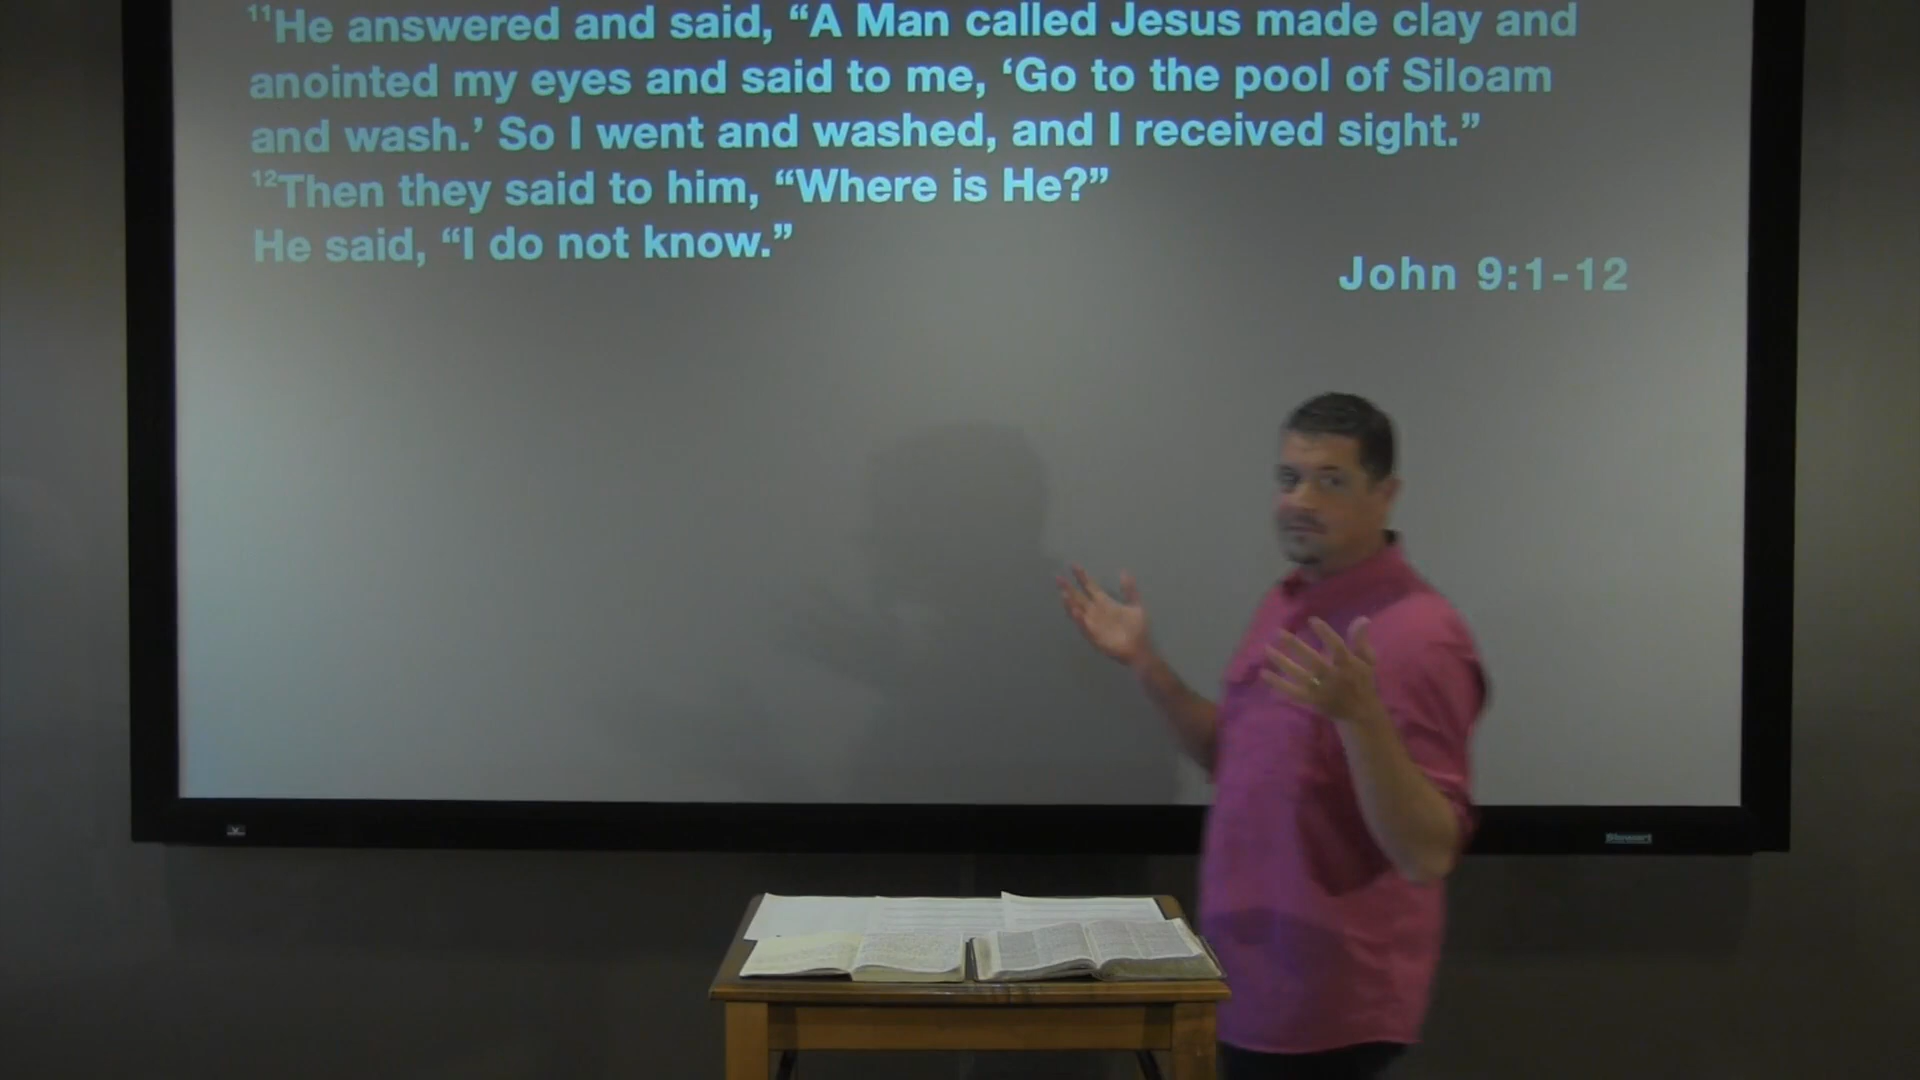 ¹¹He answered and said, “A Man called Jesus made clay and
anointed my eyes and said to me, ‘Go to the pool of Siloam
and wash.’ So I went and washed, and I received sight.”
¹²Then they said to him, “Where is He?”
He said, “I do not know.”
John 9:1-12
Stewart